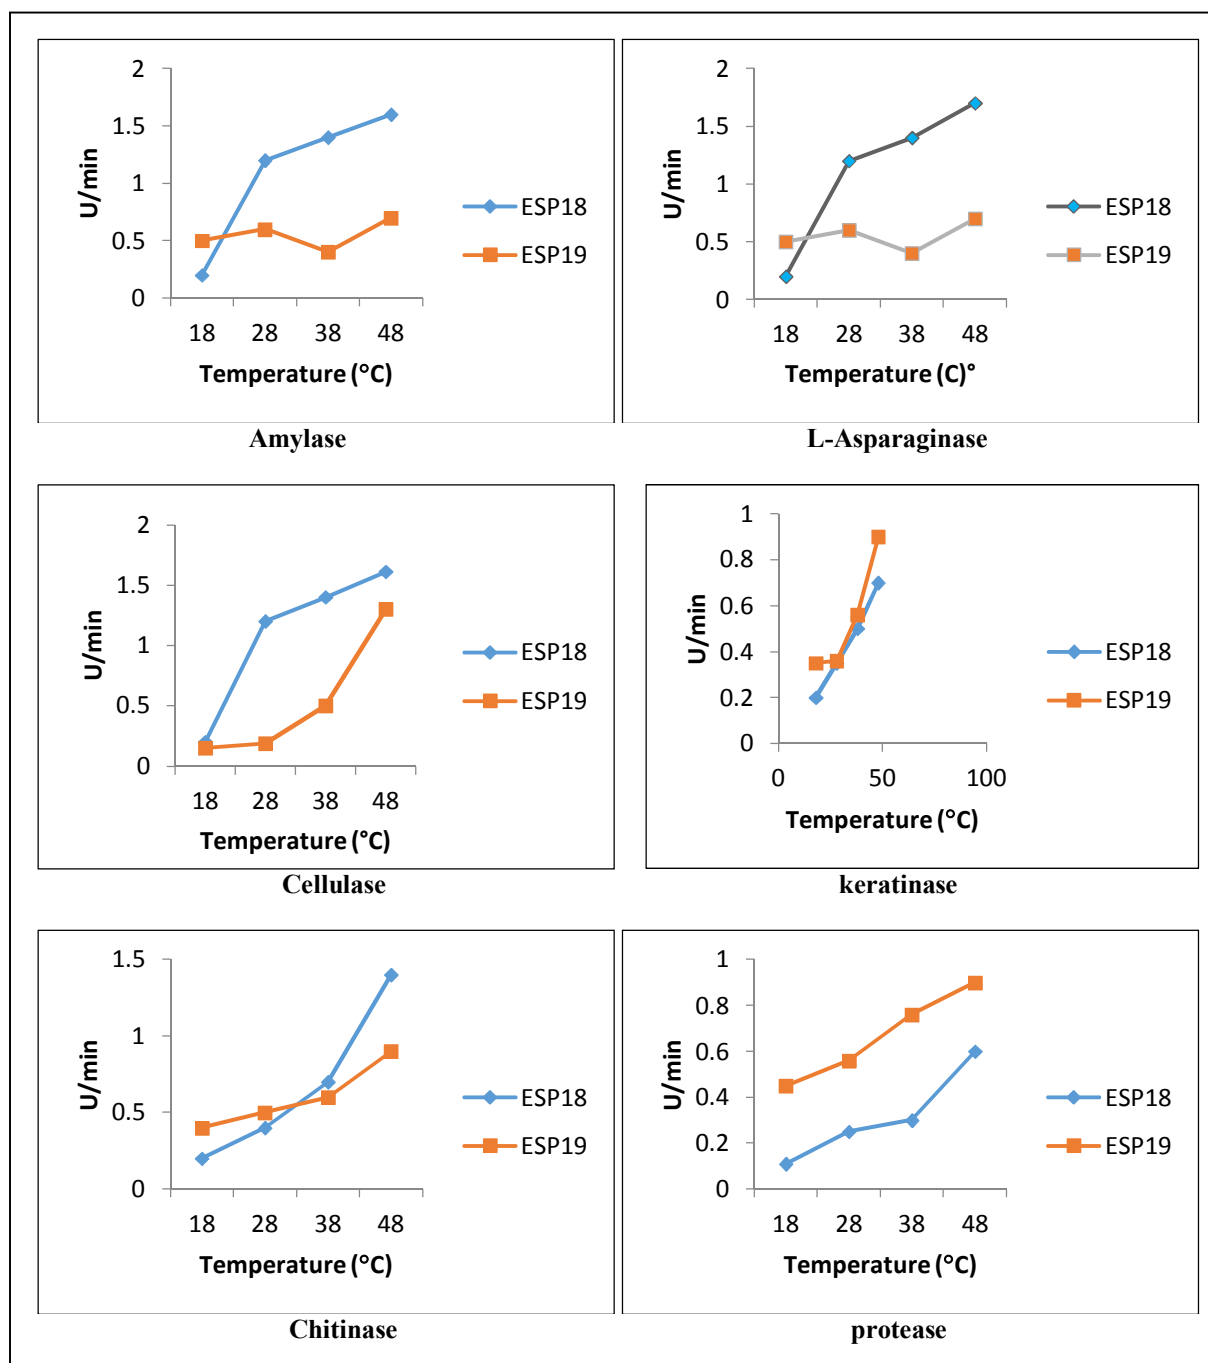 2
1.5
1
0.5
0
U/min
18 28 38 48
Temperature (°C)
ESP18
ESP19
Amylase
2
1.5
1
0.5
0
U/min
18 28 38 48
Temperature (C)°
ESP18
ESP19
L-Asparaginase
2
1.5
1
0.5
0
U/min
18 28 38 48
Temperature (°C)
ESP18
ESP19
Cellulase
1
0.8
0.6
0.4
0.2
0
U/min
0 50 100
Temperature (°C)
ESP18
ESP19
keratinase
1.5
1
0.5
0
U/min
18 28 38 48
Temperature (°C)
ESP18
ESP19
Chitinase
1
0.8
0.6
0.4
0.2
0
U/min
18 28 38 48
Temperature (°C)
ESP18
ESP19
protease